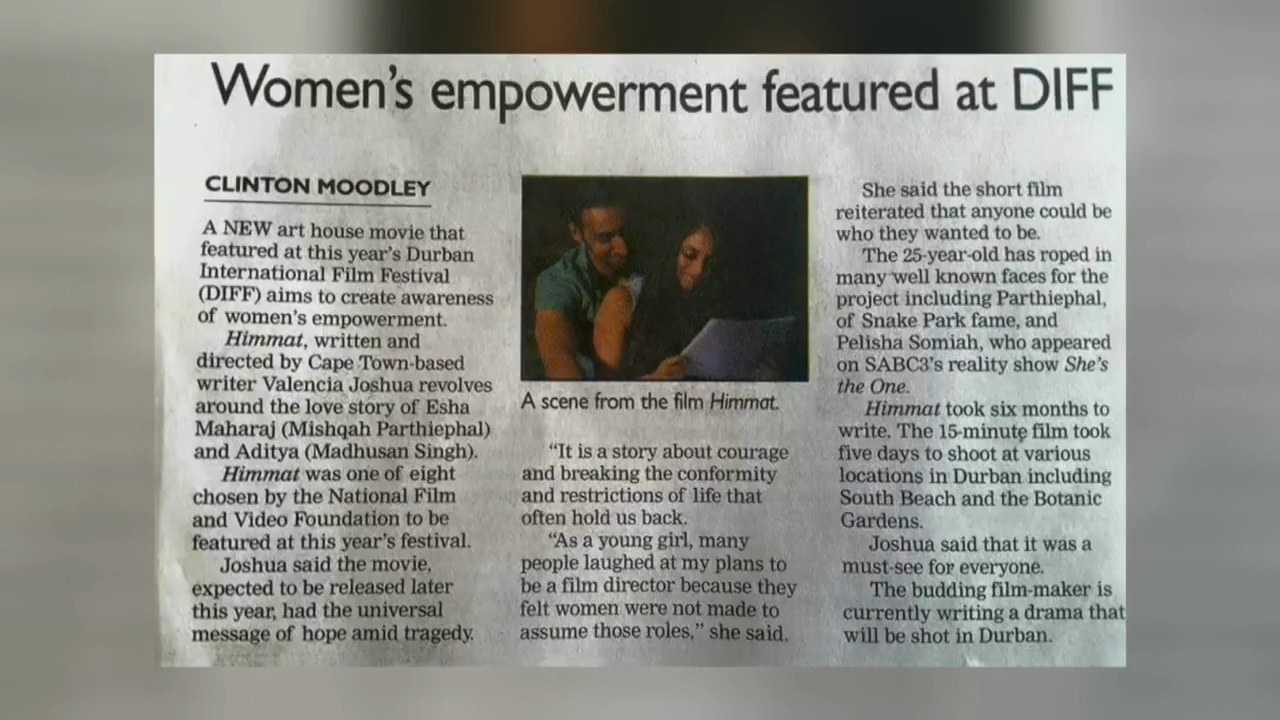 Women's empowerment featured at DIFF
CLINTON MOODLEY
A NEW art house movie that
featured at this year's Durban
International Film Festival
(DIFF) aims to create awareness
of women's empowerment.
Himmat, written and
directed by Cape Town-based
writer Valencia Joshua revolves
around the love story of Esha
Maharaj (Mishqah Parthiephal)
and Aditya (Madhusan Singh).
Himmat was one of eight
chosen by the National Film
and Video Foundation to be
featured at this year's festival.
Joshua said the movie,
expected to be released later
this year, had the universal
message of hope amid tragedy.
A scene from the film Himmat.
"It is a story about courage
and breaking the conformity
and restrictions of life that
often hold us back.
"As a young girl, many
people laughed at my plans to
be a film director because they
felt women were not made to
assume those roles," she said.
She said the short film
reiterated that anyone could be
who they wanted to be.
The 25-year-old has roped in
many well known faces for the
project including Parthiephal,
of Snake Park fame, and
Pelisha Somiah, who appeared
on SABC3's reality show She's
the One.
Himmat took six months to
write. The 15-minute film took
five days to shoot at various
locations in Durban including
South Beach and the Botanic
Gardens.
Joshua said that it was a
must-see for everyone.
The budding film-maker is
currently writing a drama that
will be shot in Durban.